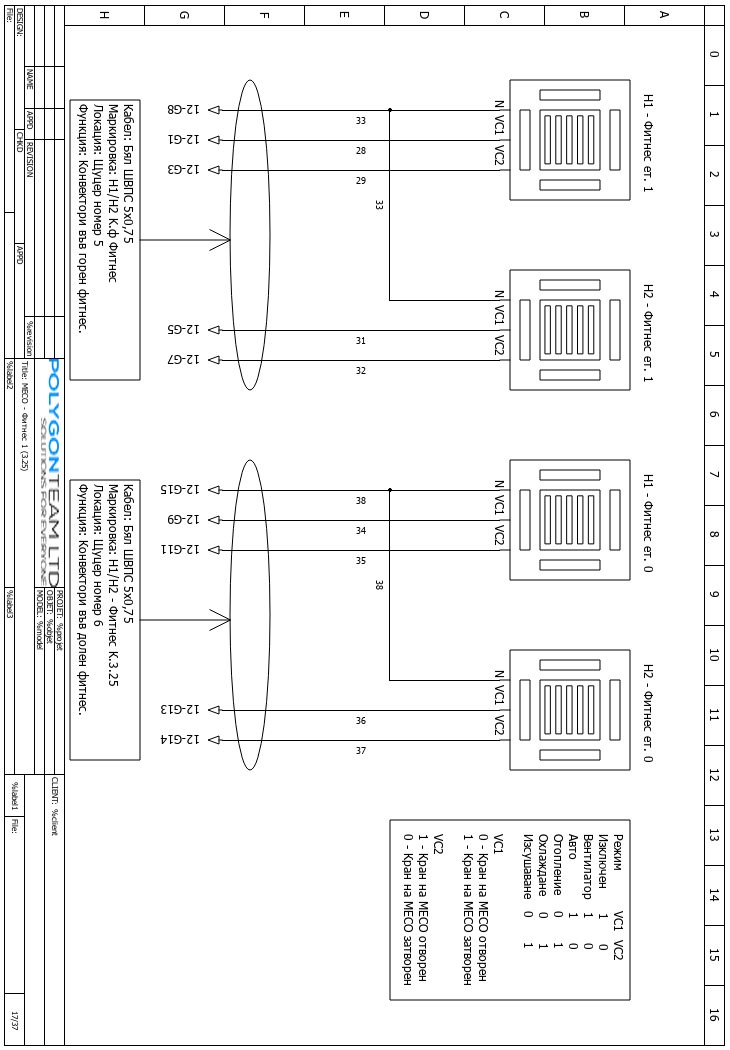 0 1 2 3 4 5 6 7 8 9 10 11 12 13 14 15 16
A
B
C
D
E
F
G
H
H1 - Фитнес ет. 1
H2 - Фитнес ет. 1
H1 - Фитнес ет. 0
H2 - Фитнес ет. 0
N VC1 VC2
N VC1 VC2
N VC1 VC2
N VC1 VC2
Режим VC1 VC2
Изключен 1 0
Вентилатор 1 0
Авто 1 0
Отопление 0 1
Охлаждане 0 1
Изсушаване 0 1
VC1
0 - Кран на MECO отворен
1 - Кран на MECO затворен
VC2
1 - Кран на MECO отворен
0 - Кран на MECO затворен
33
28
29
33
31
32
38
34
35
38
36
37
12-G8
12-G1
12-G3
12-G5
12-G7
12-G15
12-G9
12-G11
12-G13
12-G14
Кабел: Бял ШВПС 5x0,75
Маркировка: H1/H2 К.ф Фитнес
Локация: Щуцер номер 5
Функция: Конвектори във горен фитнес.
Кабел: Бял ШВПС 5x0,75
Маркировка: H1/H2 - Фитнес К.3.25
Локация: Щуцер номер 6
Функция: Конвектори във долен фитнес.
NAME APPD REVISION %revision
DESIGN: CHKD APPD
File:
POLYGONTEAM LTD
SOLUTIONS FOR EVERYONE
Title: MECO - Фитнес 1 (3.25)
%label2
PROJET: %projet
OBJET: %objet
MODEL: %model
%label3
CLIENT: %client
%label1 File:
17/37